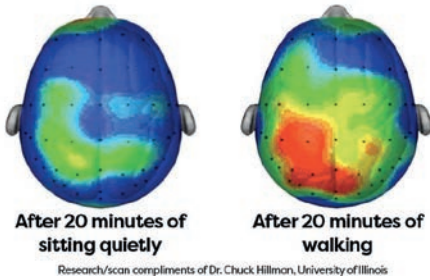 After 20 minutes of
sitting quietly
After 20 minutes of
walking
Research/scan compliments of Dr. Chuck Hillman, University of Illinois